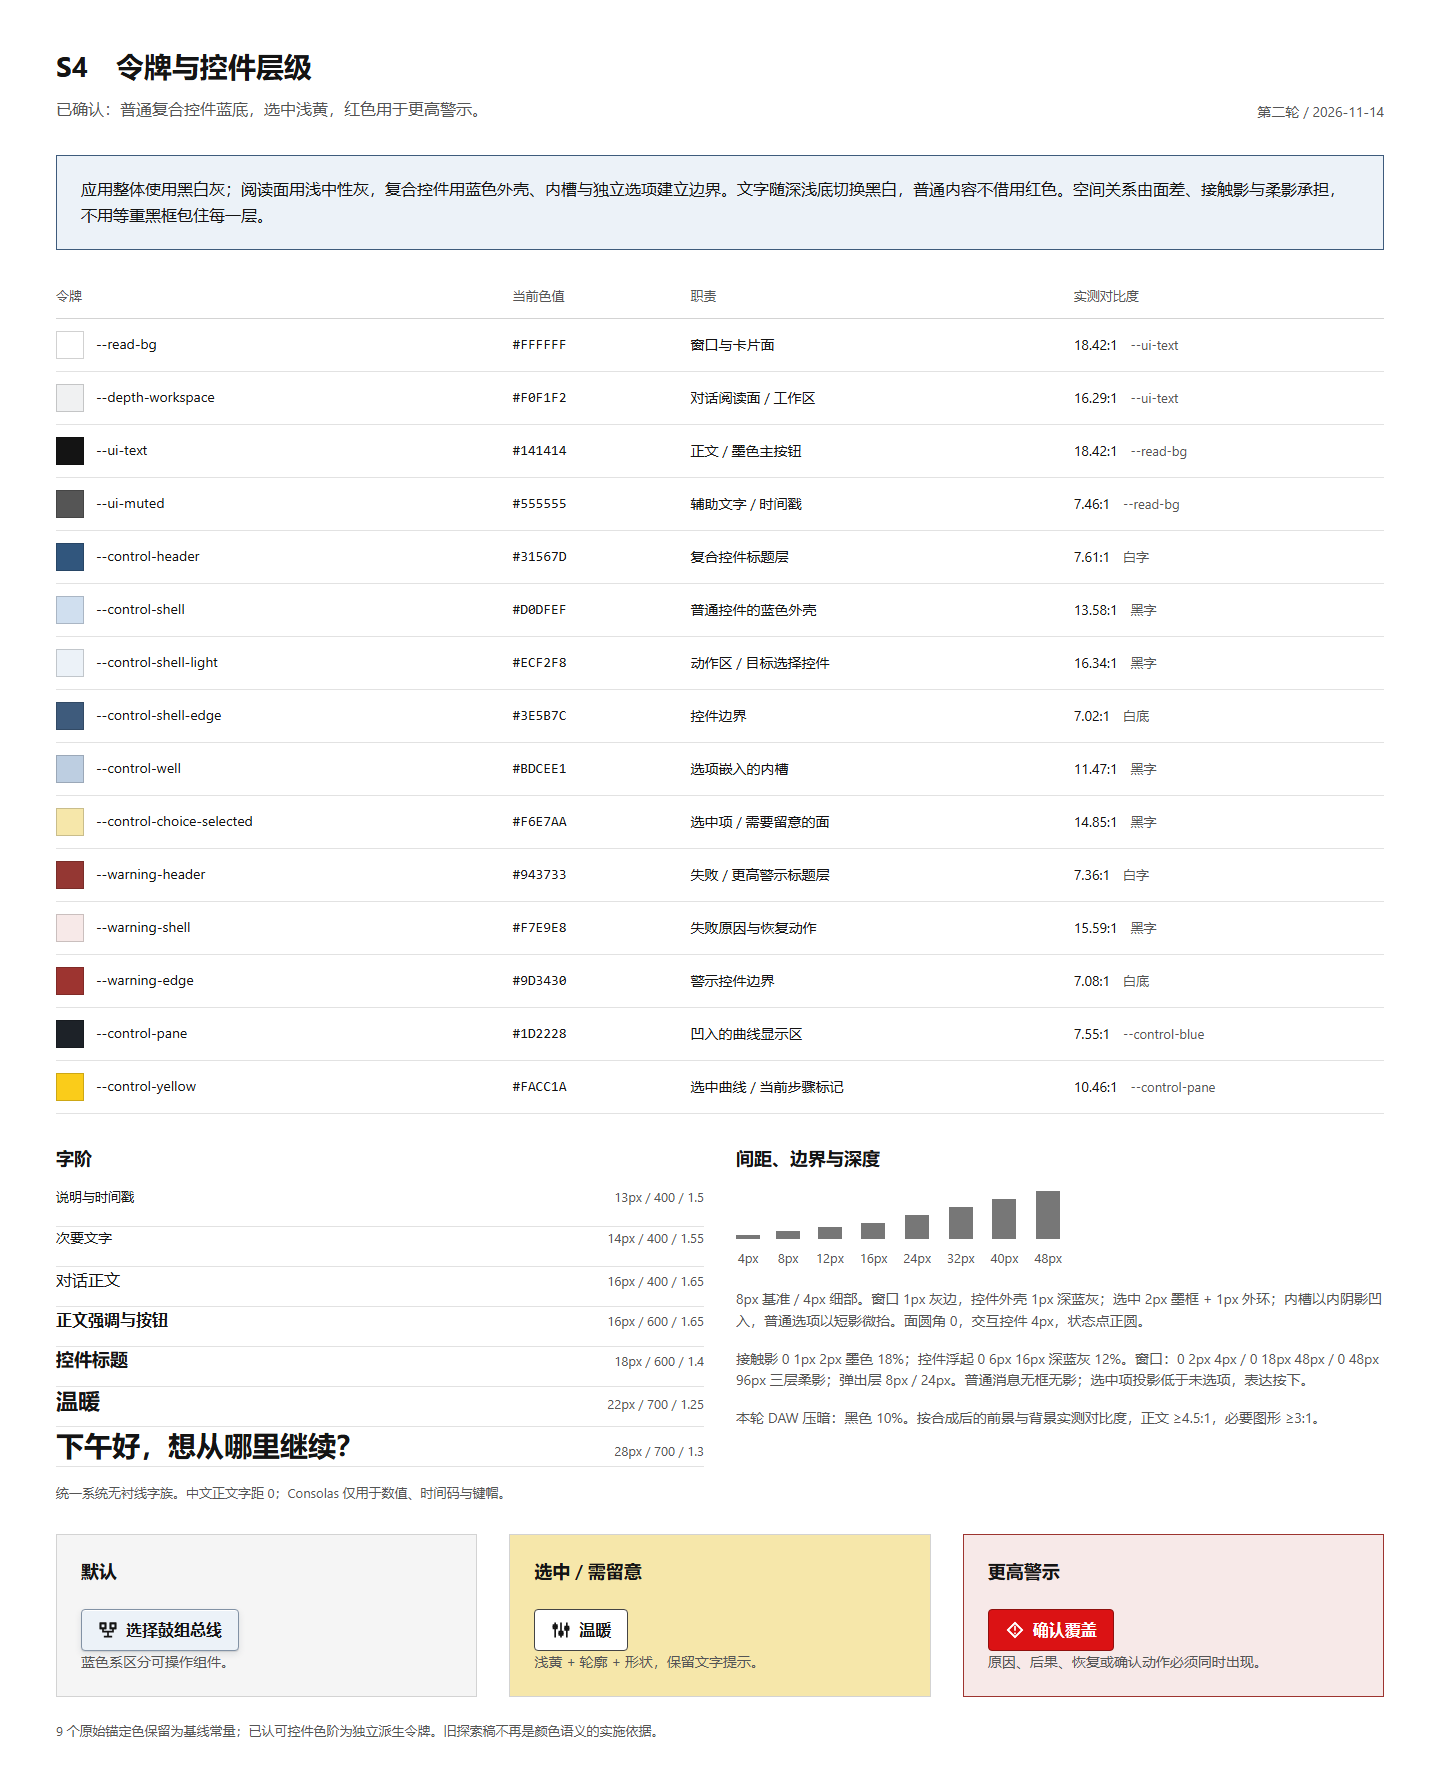 S4 令牌与控件层级
已确认：普通复合控件蓝底，选中浅黄，红色用于更高警示。
第二轮 / 2026-11-14
应用整体使用黑白灰；阅读面用浅中性灰，复合控件用蓝色外壳、内槽与独立选项建立边界。文字随深浅底切换黑白，普通内容不借用红色。空间关系由面差、接触影与柔影承担，
不用等重黑框包住每一层。
令牌 当前色值 职责 实测对比度
--read-bg #FFFFFF 窗口与卡片面 18.42:1 --ui-text
--depth-workspace #F0F1F2 对话阅读面 / 工作区 16.29:1 --ui-text
--ui-text #141414 正文 / 墨色主按钮 18.42:1 --read-bg
--ui-muted #555555 辅助文字 / 时间戳 7.46:1 --read-bg
--control-header #31567D 复合控件标题层 7.61:1 白字
--control-shell #D0DFEF 普通控件的蓝色外壳 13.58:1 黑字
--control-shell-light #ECF2F8 动作区 / 目标选择控件 16.34:1 黑字
--control-shell-edge #3E5B7C 控件边界 7.02:1 白底
--control-well #BDCEE1 选项嵌入的内槽 11.47:1 黑字
--control-choice-selected #F6E7AA 选中项 / 需要留意的面 14.85:1 黑字
--warning-header #943733 失败 / 更高警示标题层 7.36:1 白字
--warning-shell #F7E9E8 失败原因与恢复动作 15.59:1 黑字
--warning-edge #9D3430 警示控件边界 7.08:1 白底
--control-pane #1D2228 凹入的曲线显示区 7.55:1 --control-blue
--control-yellow #FACC1A 选中曲线 / 当前步骤标记 10.46:1 --control-pane
字阶
说明与时间戳 13px / 400 / 1.5
次要文字 14px / 400 / 1.55
对话正文 16px / 400 / 1.65
正文强调与按钮 16px / 600 / 1.65
控件标题 18px / 600 / 1.4
温暖 22px / 700 / 1.25
下午好，想从哪里继续？ 28px / 700 / 1.3
统一系统无衬线字族。中文正文字距 0；Consolas 仅用于数值、时间码与键帽。
间距、边界与深度
4px 8px 12px 16px 24px 32px 40px 48px
8px 基准 / 4px 细部。窗口 1px 灰边，控件外壳 1px 深蓝灰；选中 2px 墨框 + 1px 外环；内槽以内阴影凹
入，普通选项以短影微抬。面圆角 0，交互控件 4px，状态点正圆。
接触影 0 1px 2px 墨色 18%；控件浮起 0 6px 16px 深蓝灰 12%。窗口：0 2px 4px / 0 18px 48px / 0 48px
96px 三层柔影；弹出层 8px / 24px。普通消息无框无影；选中项投影低于未选项，表达按下。
本轮 DAW 压暗：黑色 10%。按合成后的前景与背景实测对比度，正文 ≥4.5:1，必要图形 ≥3:1。
默认
选择鼓组总线
蓝色系区分可操作组件。
选中 / 需留意
温暖
浅黄 + 轮廓 + 形状，保留文字提示。
更高警示
确认覆盖
原因、后果、恢复或确认动作必须同时出现。
9 个原始锚定色保留为基线常量；已认可控件色阶为独立派生令牌。旧探索稿不再是颜色语义的实施依据。